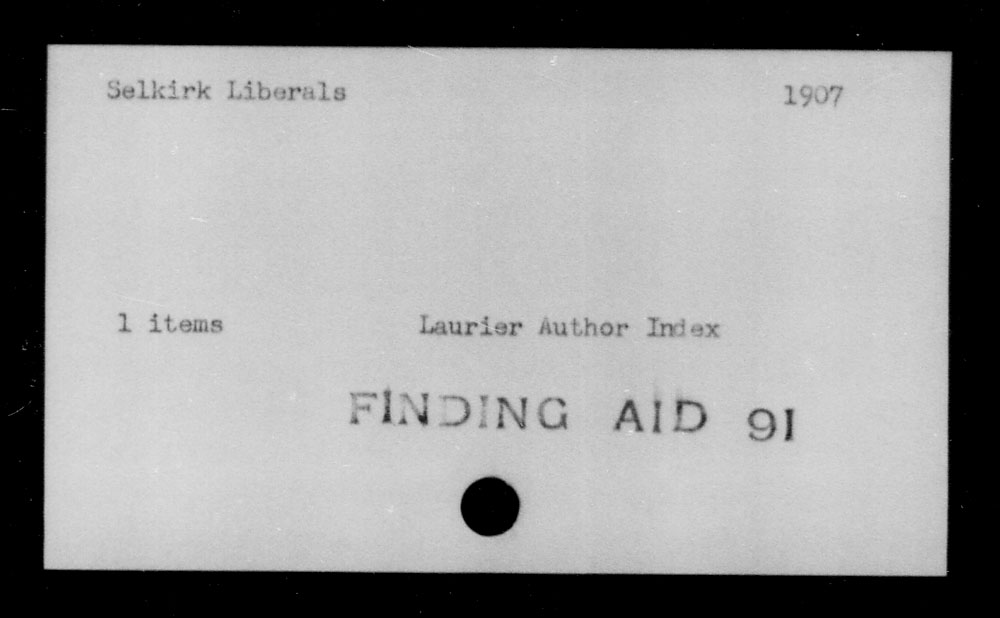 Selkirk Liberals 1907
1 items Laurier Author Index
FINDING AID 91